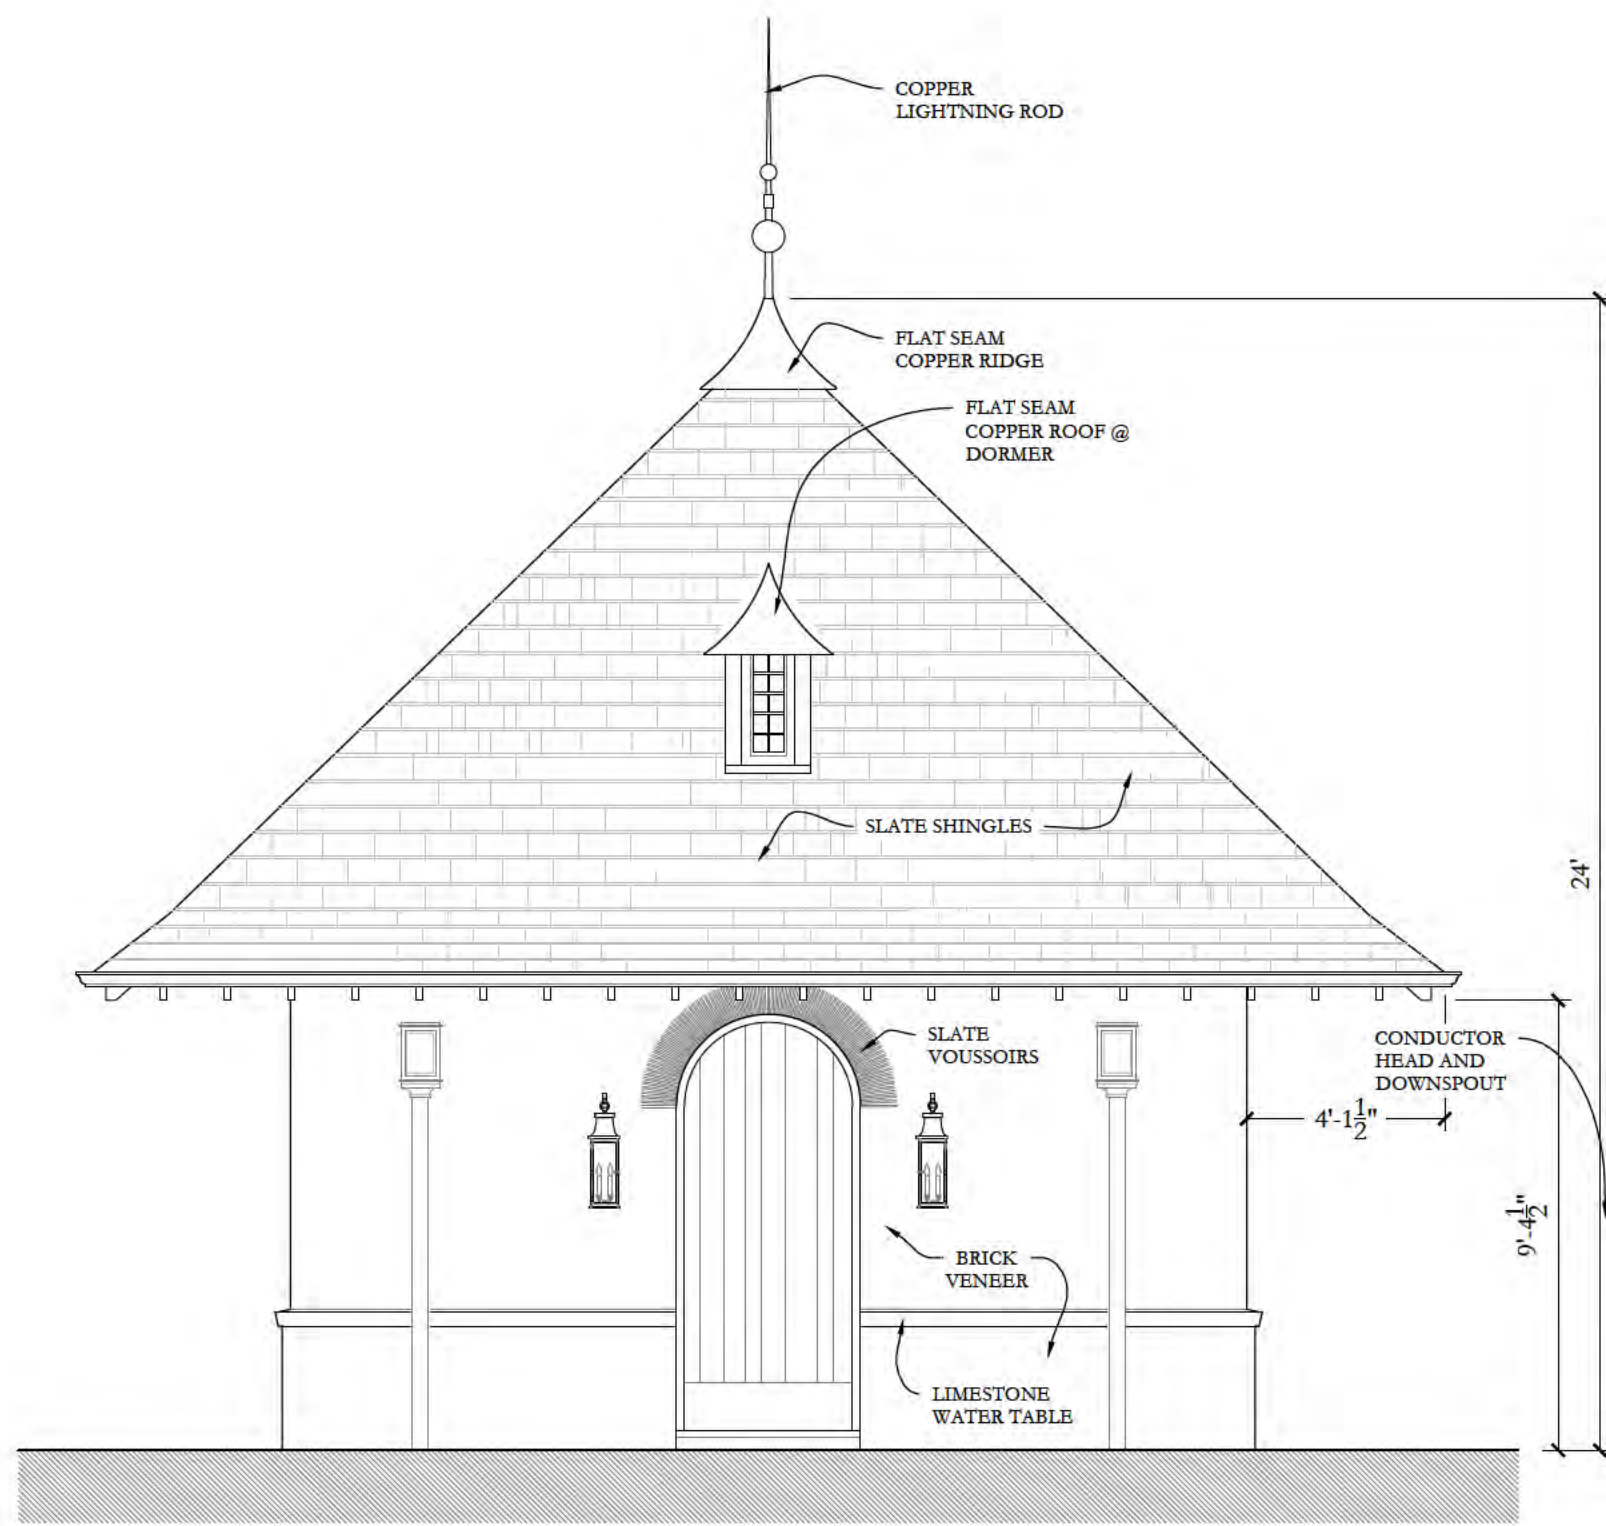 COPPER
LIGHTNING ROD
FLAT SEAM
COPPER RIDGE
FLAT SEAM
COPPER ROOF @
DORMER
SLATE SHINGLES
24'
SLATE
VOUSSOIRS
CONDUCTOR
HEAD AND
DOWNSPOUT
4'-1½"
9'-4½"
BRICK
VENEER
LIMESTONE
WATER TABLE